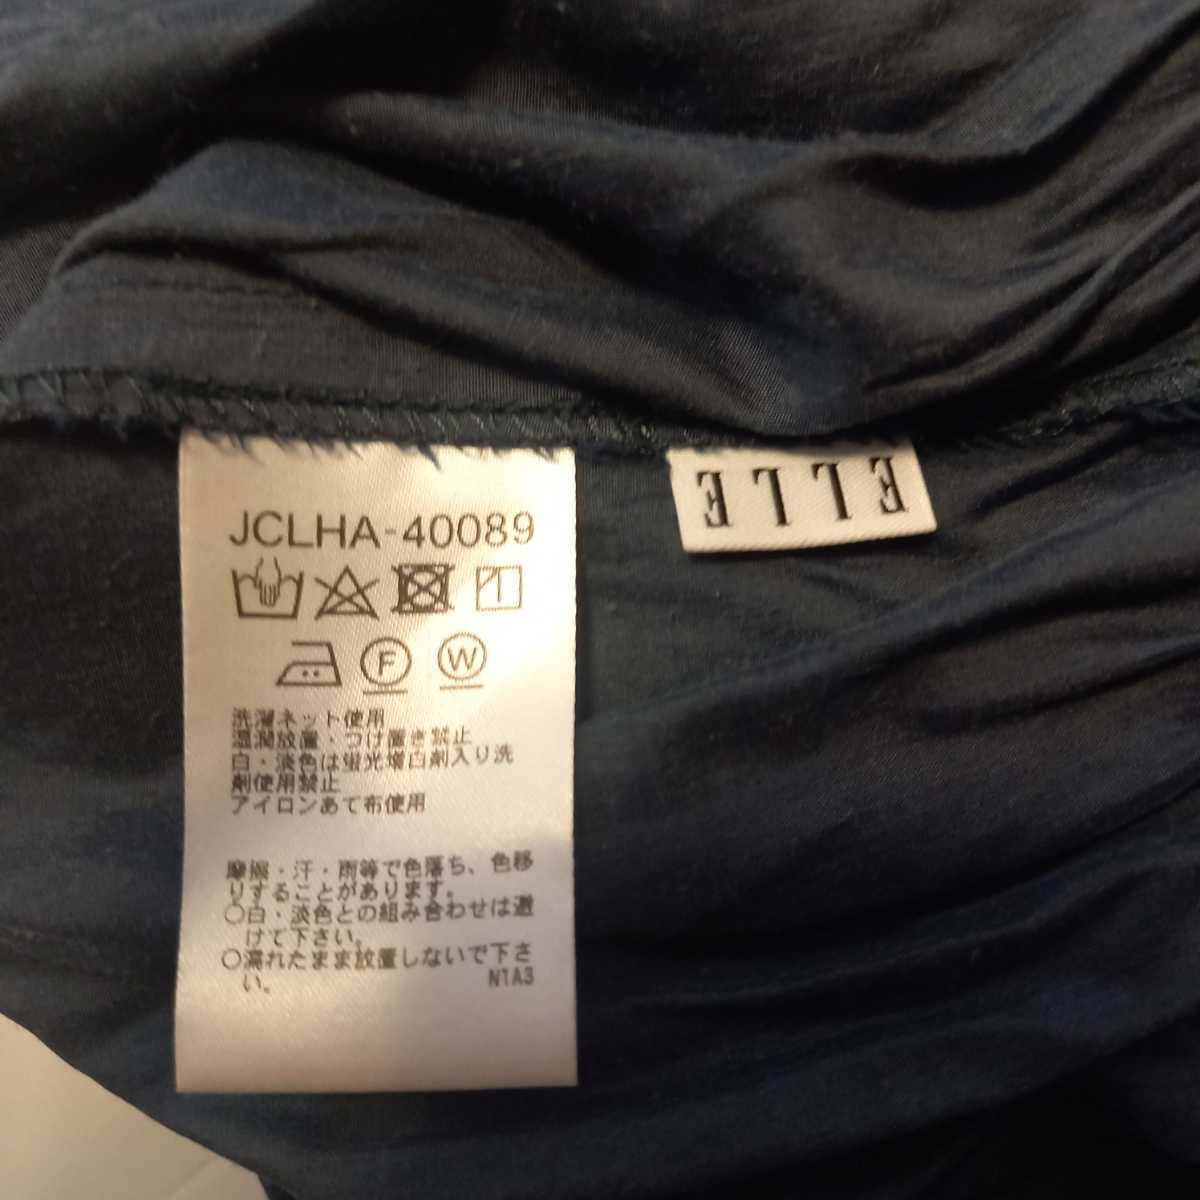 JCLHA-40089
ELLE
F W
洗濯ネット使用
湿潤放置・つけ置き禁止
白・淡色は蛍光増白剤入り洗
剤使用禁止
アイロンあて布使用
摩擦・汗・雨等で色落ち、色移
りすることがあります。
○白・淡色との組み合わせは避
けて下さい。
○濡れたまま放置しないで下さ
い。
N1A3